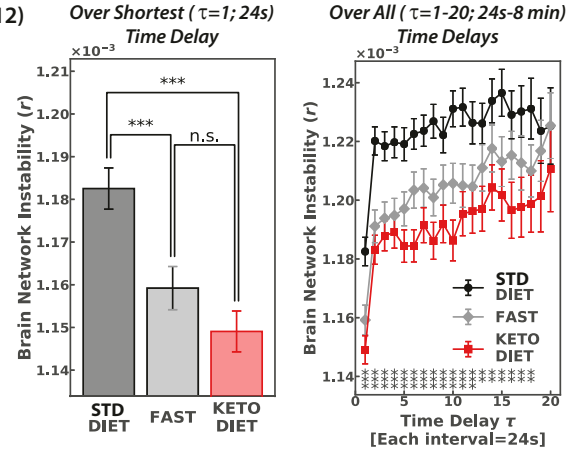 12)
Over Shortest (τ=1; 24s)
Time Delay
×10⁻³
1.21
1.20
1.19
1.18
1.17
1.16
1.15
1.14
Brain Network Instability (r)
***
***
n.s.
STD
DIET
FAST
KETO
DIET
Over All (τ=1-20; 24s-8 min)
Time Delays
×10⁻³
1.24
1.22
1.20
1.18
1.16
1.14
Brain Network Instability (r)
STD
DIET
FAST
KETO
DIET
0 5 10 15 20
Time Delay τ
[Each interval=24s]